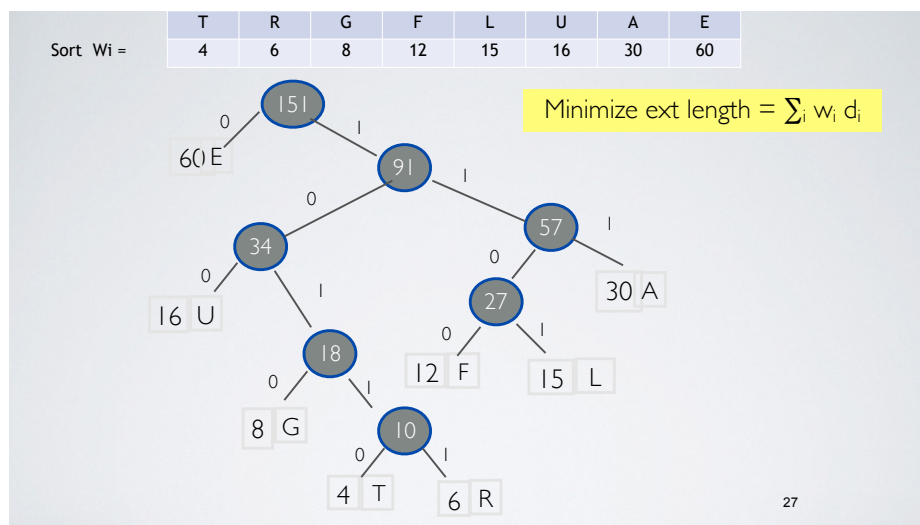 T R G F L U A E
Sort Wi = 4 6 8 12 15 16 30 60
151
Minimize ext length = ∑i wi di
0 1
60 E
91
0 1
34
57
0 1
0 1
27
30 A
16 U
0 1
18
12 F
15 L
0 1
8 G
10
0 1
4 T
6 R
27